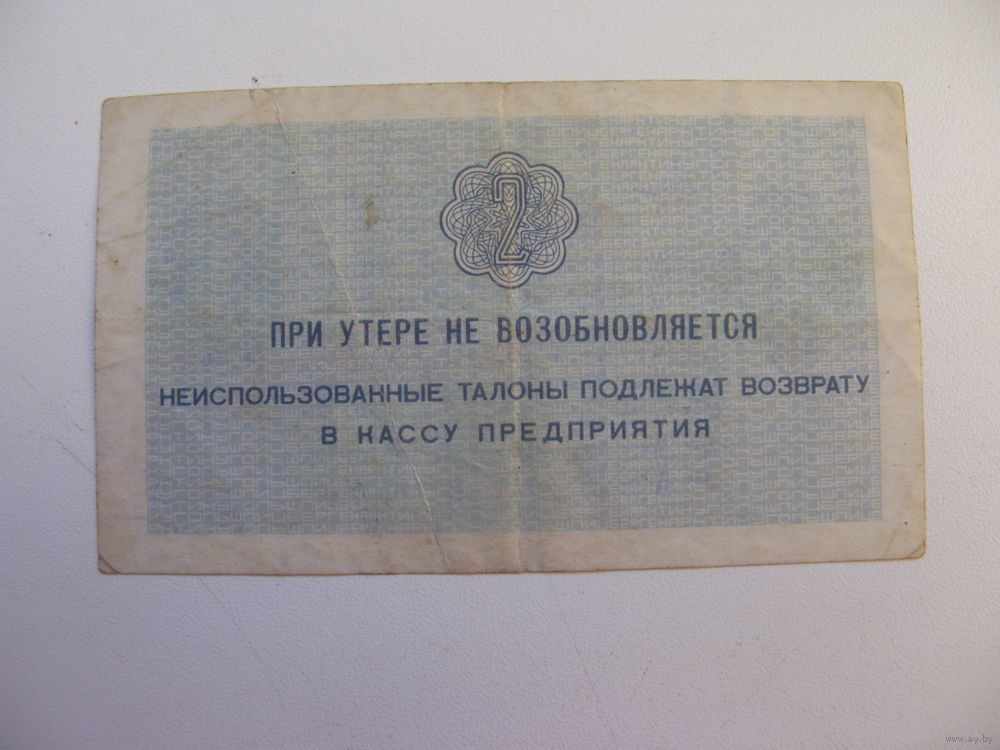 2
ПРИ УТЕРЕ НЕ ВОЗОБНОВЛЯЕТСЯ
НЕИСПОЛЬЗОВАННЫЕ ТАЛОНЫ ПОДЛЕЖАТ ВОЗВРАТУ
В КАССУ ПРЕДПРИЯТИЯ
www.ay.by